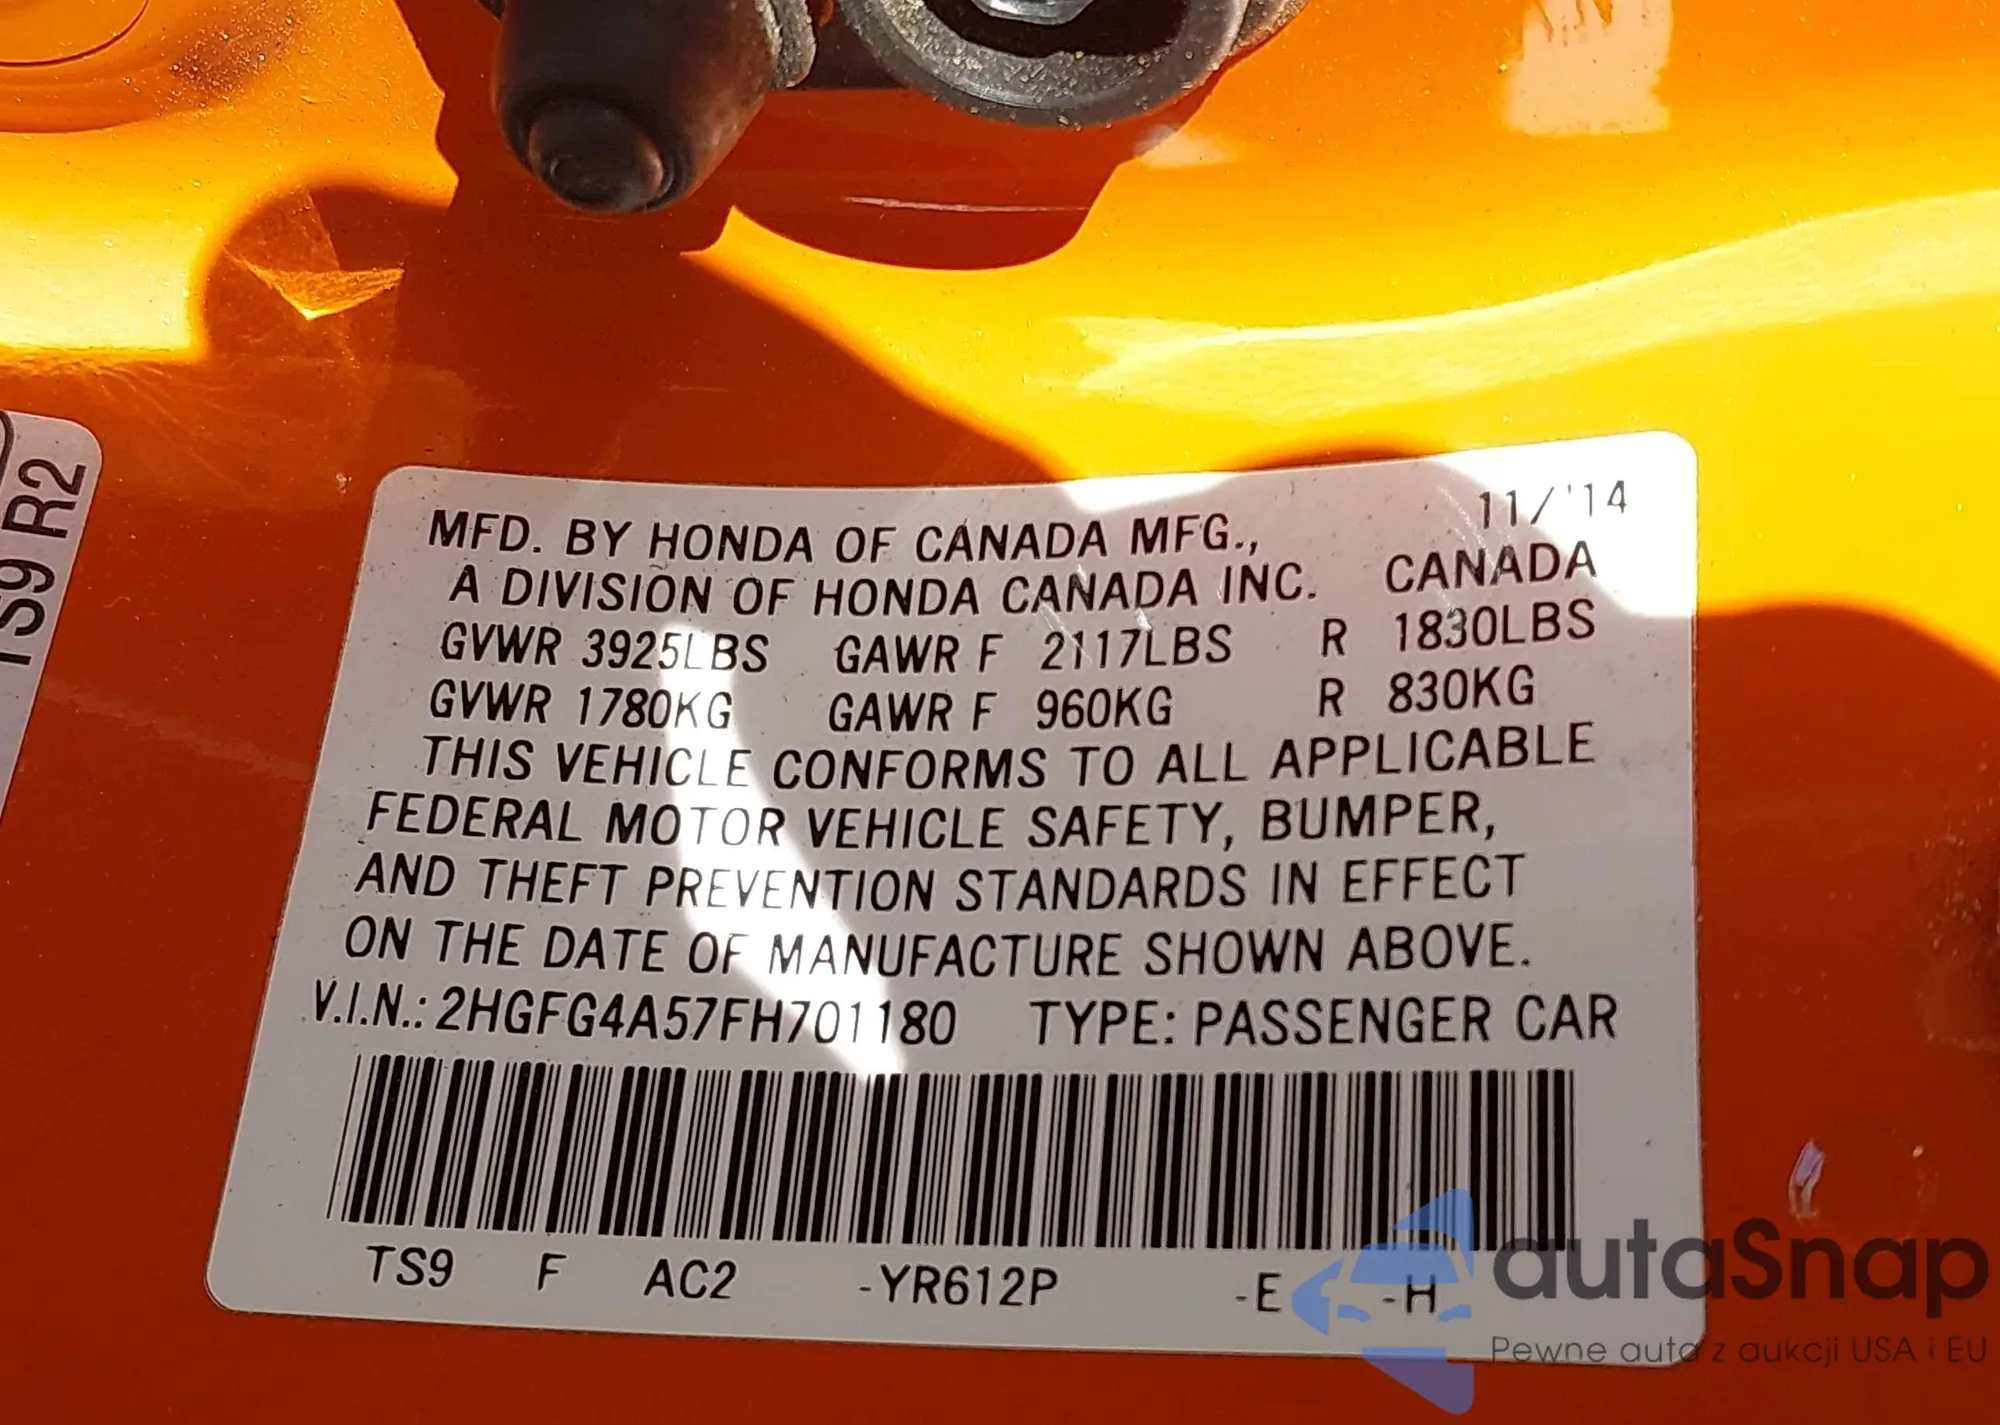 11/'14
MFD. BY HONDA OF CANADA MFG.,
A DIVISION OF HONDA CANADA INC. CANADA
GVWR 3925LBS GAWR F 2117LBS R 1830LBS
GVWR 1780KG GAWR F 960KG R 830KG
THIS VEHICLE CONFORMS TO ALL APPLICABLE
FEDERAL MOTOR VEHICLE SAFETY, BUMPER,
AND THEFT PREVENTION STANDARDS IN EFFECT
ON THE DATE OF MANUFACTURE SHOWN ABOVE.
V.I.N.: 2HGFG4A57FH701180 TYPE: PASSENGER CAR
TS9 F AC2 -YR612P -E -H
TS9 R2
autaSnap
Pewne auta z aukcji USA i EU